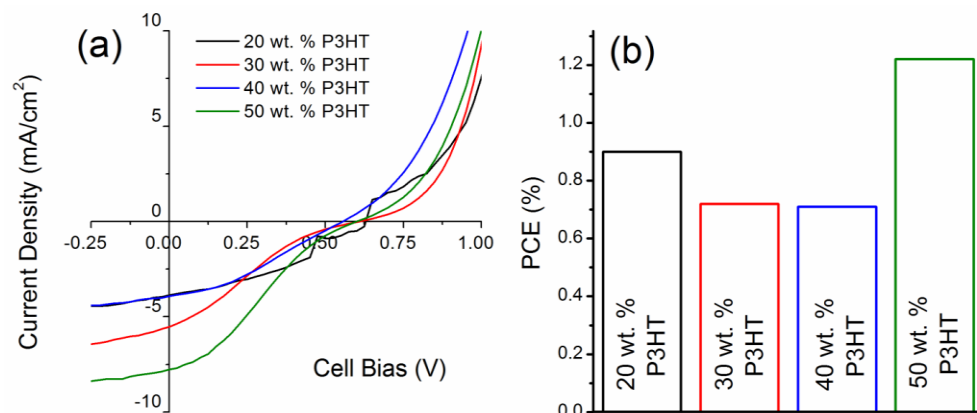 (a)
20 wt. % P3HT
30 wt. % P3HT
40 wt. % P3HT
50 wt. % P3HT
Current Density (mA/cm²)
10
5
0
-5
-10
-0.25 0.00 0.25 0.50 0.75 1.00
Cell Bias (V)
(b)
PCE (%)
1.2
1.0
0.8
0.6
0.4
0.2
0.0
20 wt. %
P3HT
30 wt. %
P3HT
40 wt. %
P3HT
50 wt. %
P3HT